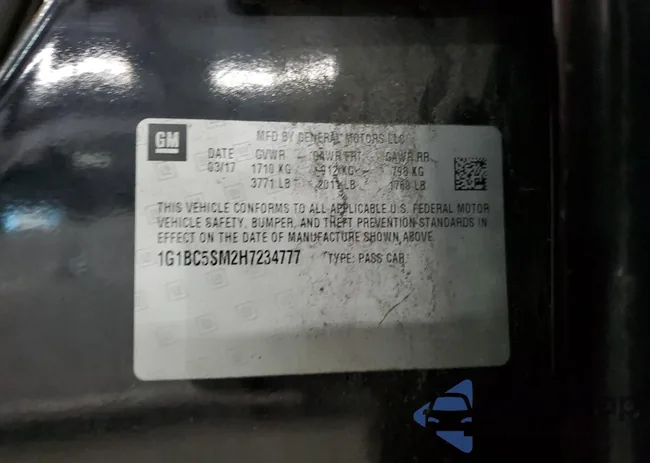 GM
MFD BY GENERAL MOTORS LLC
DATE GVWR GAWR FRT GAWR RR
03/17 1710 KG 912 KG 798 KG
3771 LB 2011 LB 1760 LB
THIS VEHICLE CONFORMS TO ALL APPLICABLE U.S. FEDERAL MOTOR
VEHICLE SAFETY, BUMPER, AND THEFT PREVENTION STANDARDS IN
EFFECT ON THE DATE OF MANUFACTURE SHOWN ABOVE.
1G1BC5SM2H7234777 TYPE: PASS CAR